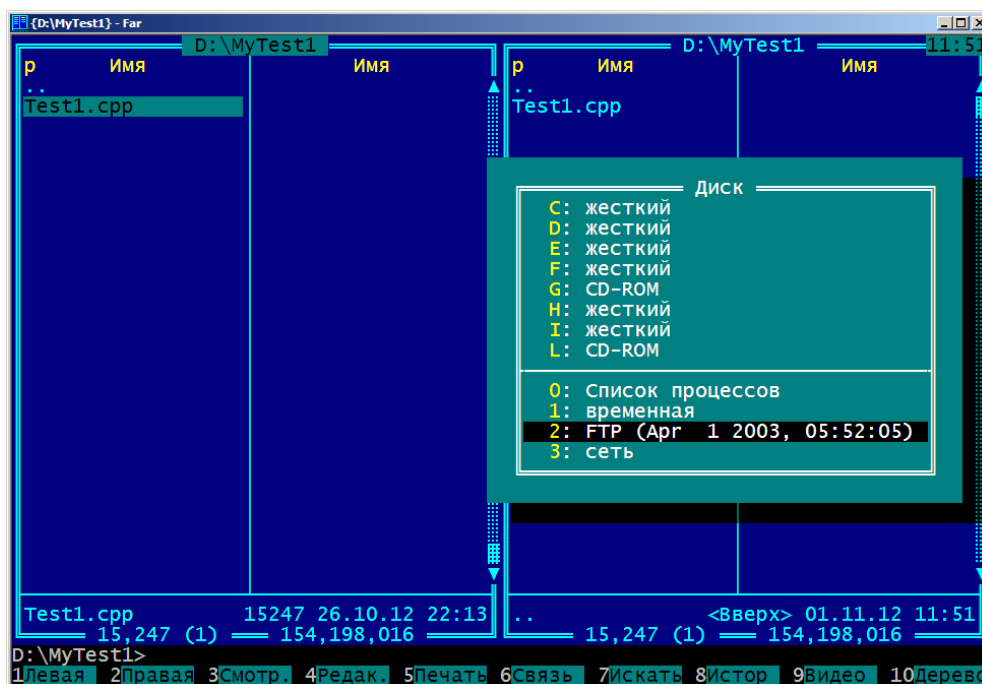 {D:\MyTest1} - Far
D:\MyTest1
р Имя Имя
..
Test1.cpp
Test1.cpp 15247 26.10.12 22:13
15,247 (1) 154,198,016
D:\MyTest1 11:51
р Имя Имя
..
Test1.cpp
Диск
C: жесткий
D: жесткий
E: жесткий
F: жесткий
G: CD-ROM
H: жесткий
I: жесткий
L: CD-ROM
0: Список процессов
1: временная
2: FTP (Apr 1 2003, 05:52:05)
3: сеть
.. <Вверх> 01.11.12 11:51
15,247 (1) 154,198,016
D:\MyTest1>
1Левая 2Правая 3Смотр. 4Редак. 5Печать 6Связь 7Искать 8Истор 9Видео 10Дерево